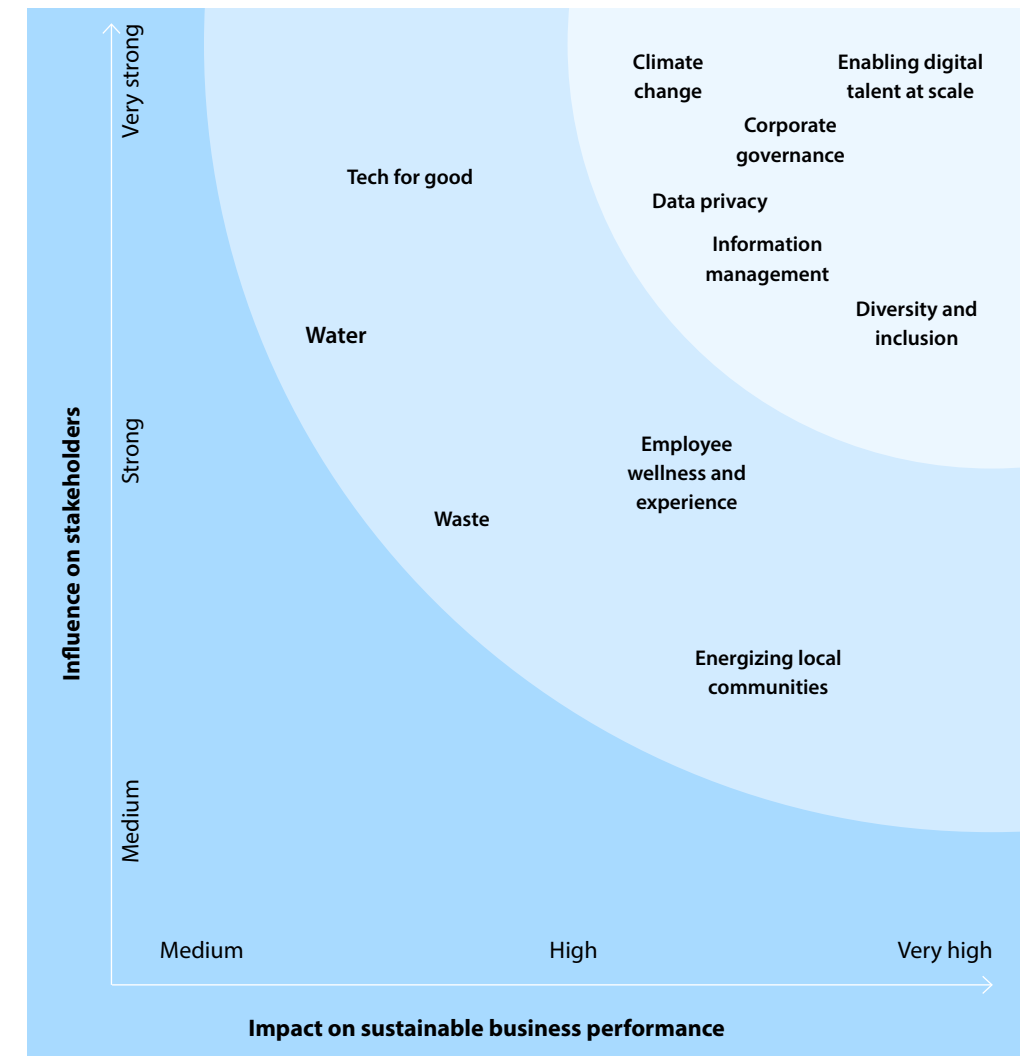 Very strong
Climate
change
Enabling digital
talent at scale
Corporate
governance
Tech for good
Data privacy
Information
management
Diversity and
inclusion
Water
Influence on stakeholders
Strong
Employee
wellness and
experience
Waste
Energizing local
communities
Medium
Medium
High
Very high
Impact on sustainable business performance